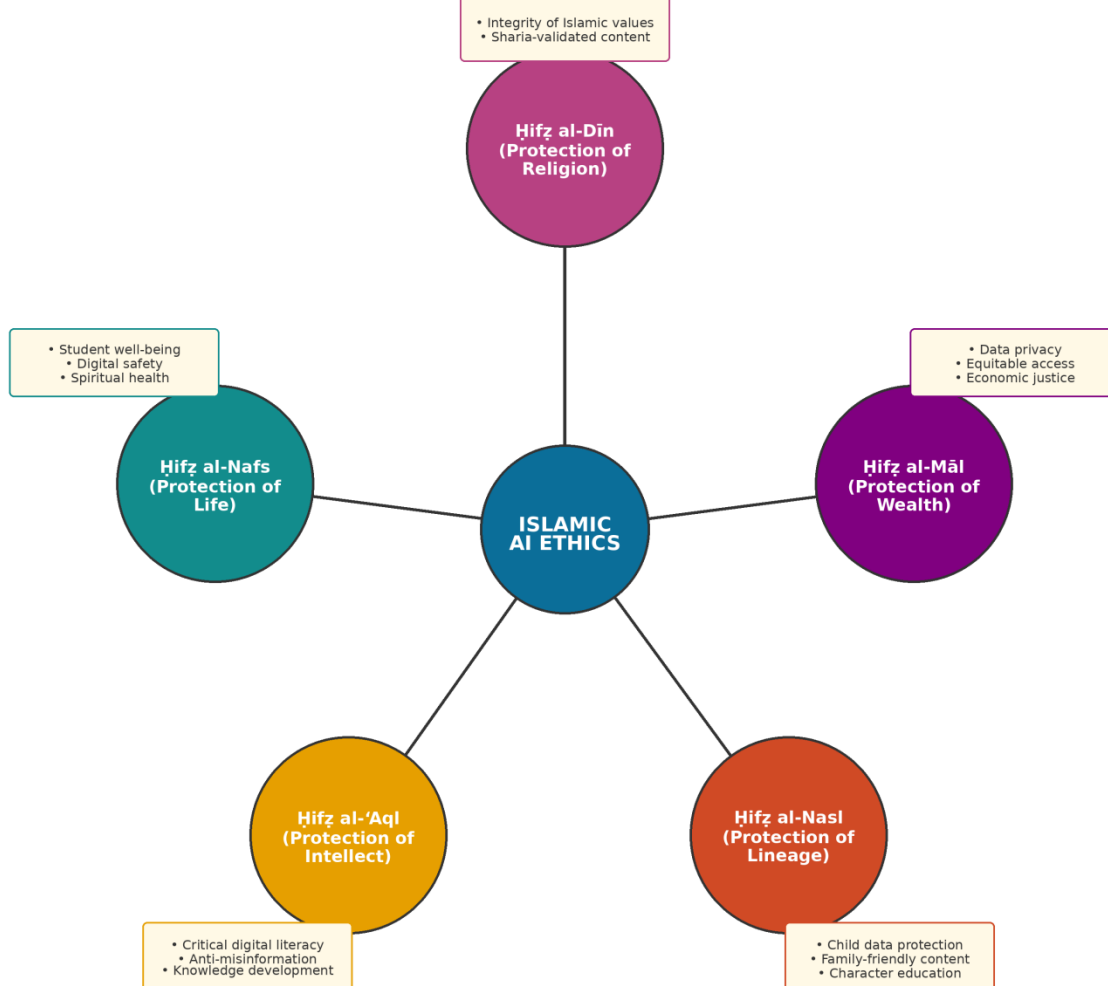 • Integrity of Islamic values
• Sharia-validated content
Ḥifẓ al-Dīn
(Protection of
Religion)
• Student well-being
• Digital safety
• Spiritual health
Ḥifẓ al-Nafs
(Protection of
Life)
• Data privacy
• Equitable access
• Economic justice
Ḥifẓ al-Māl
(Protection of
Wealth)
ISLAMIC
AI ETHICS
Ḥifẓ al-‘Aql
(Protection of
Intellect)
• Critical digital literacy
• Anti-misinformation
• Knowledge development
Ḥifẓ al-Nasl
(Protection of
Lineage)
• Child data protection
• Family-friendly content
• Character education